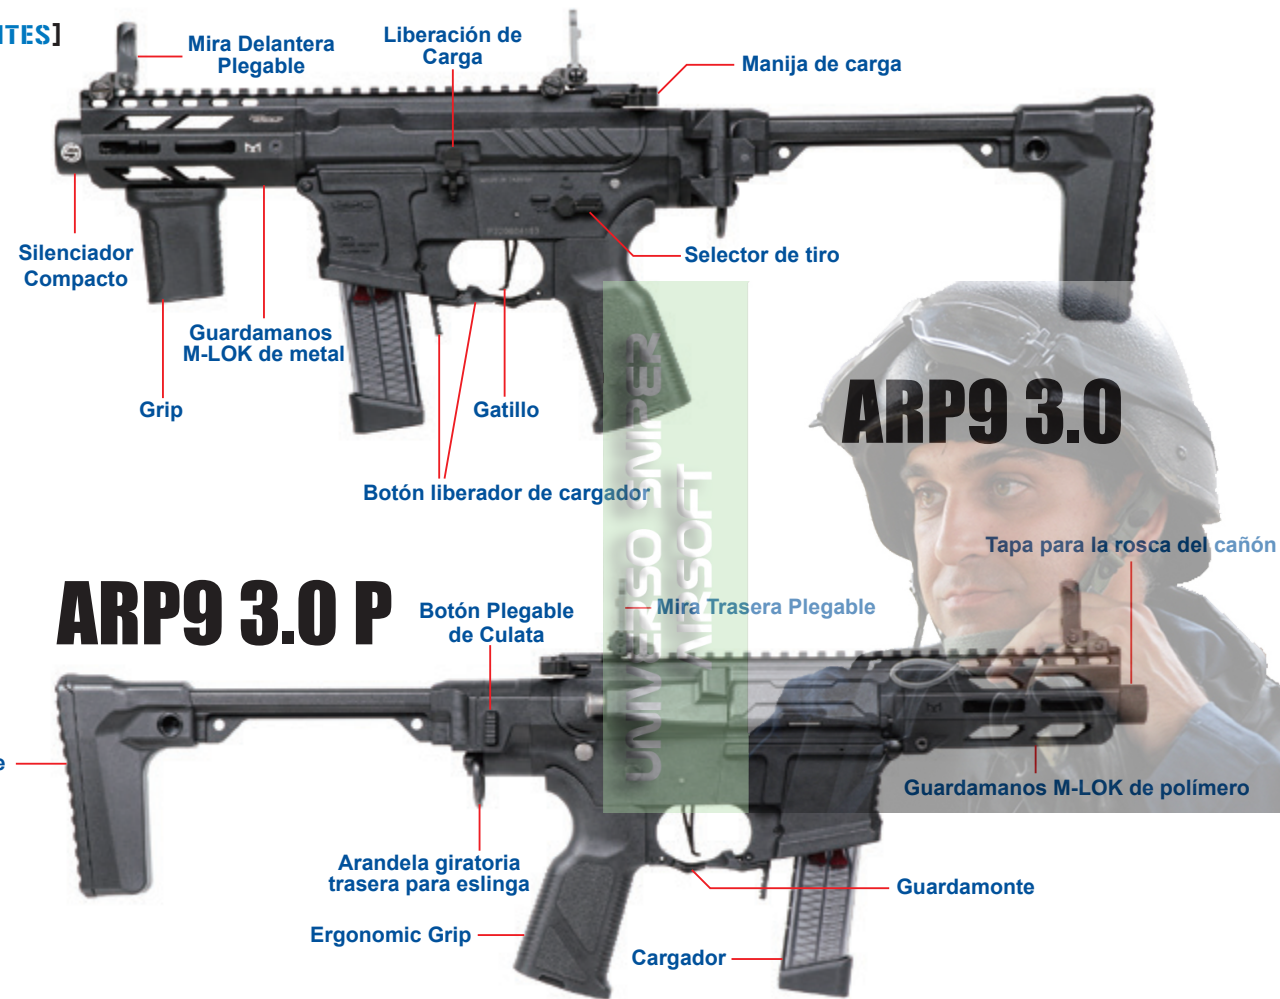 ITES]
Mira Delantera
Plegable
Liberación de
Carga
Manija de carga
Silenciador
Compacto
Selector de tiro
Guardamanos
M-LOK de metal
Grip
Gatillo
Botón liberador de cargador
ARP9 3.0
UNIVERSO SNIPER
AIRSOFT
Tapa para la rosca del cañón
ARP9 3.0 P
Botón Plegable
de Culata
Mira Trasera Plegable
e
Guardamanos M-LOK de polímero
Arandela giratoria
trasera para eslinga
Guardamonte
Ergonomic Grip
Cargador